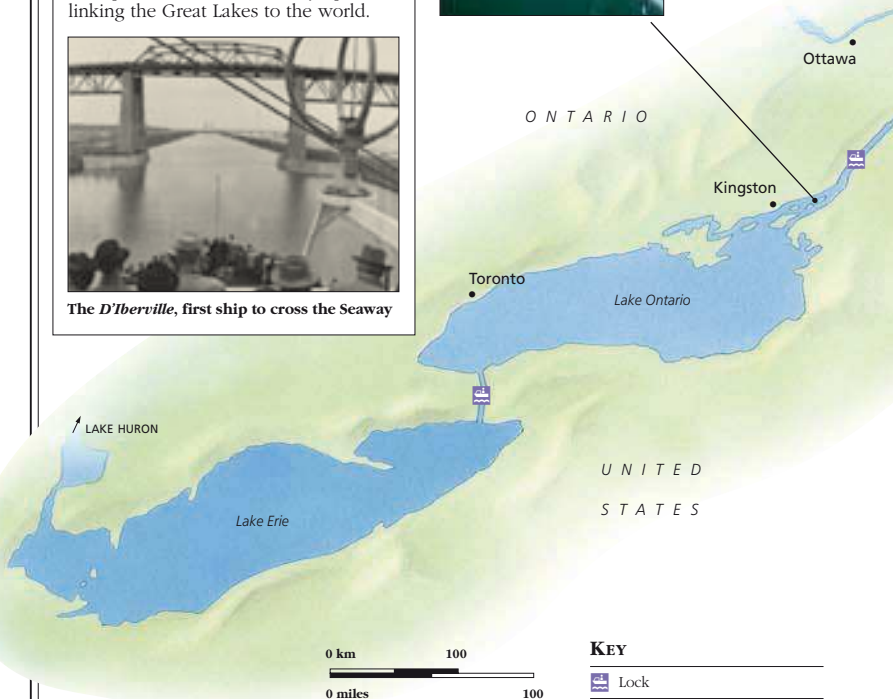 linking the Great Lakes to the world.
The D'Iberville, first ship to cross the Seaway
Ottawa
ONTARIO
Kingston
Toronto
Lake Ontario
LAKE HURON
UNITED
STATES
Lake Erie
0 km 100
0 miles 100
KEY
Lock